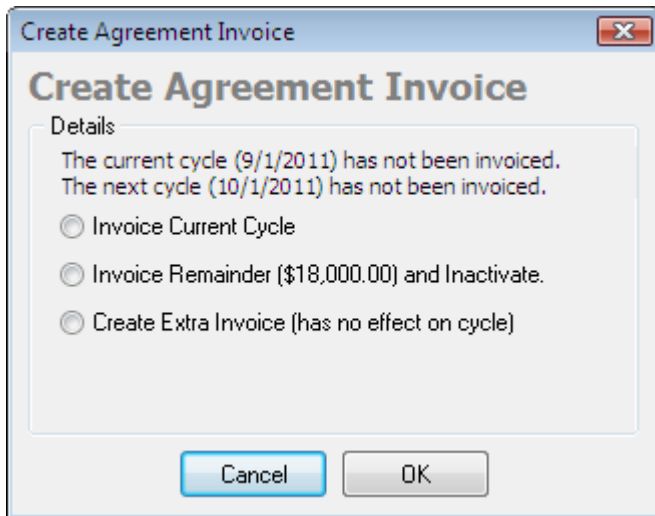 Create Agreement Invoice
Create Agreement Invoice
Details
The current cycle (9/1/2011) has not been invoiced.
The next cycle (10/1/2011) has not been invoiced.
Invoice Current Cycle
Invoice Remainder ($18,000.00) and Inactivate.
Create Extra Invoice (has no effect on cycle)
Cancel
OK